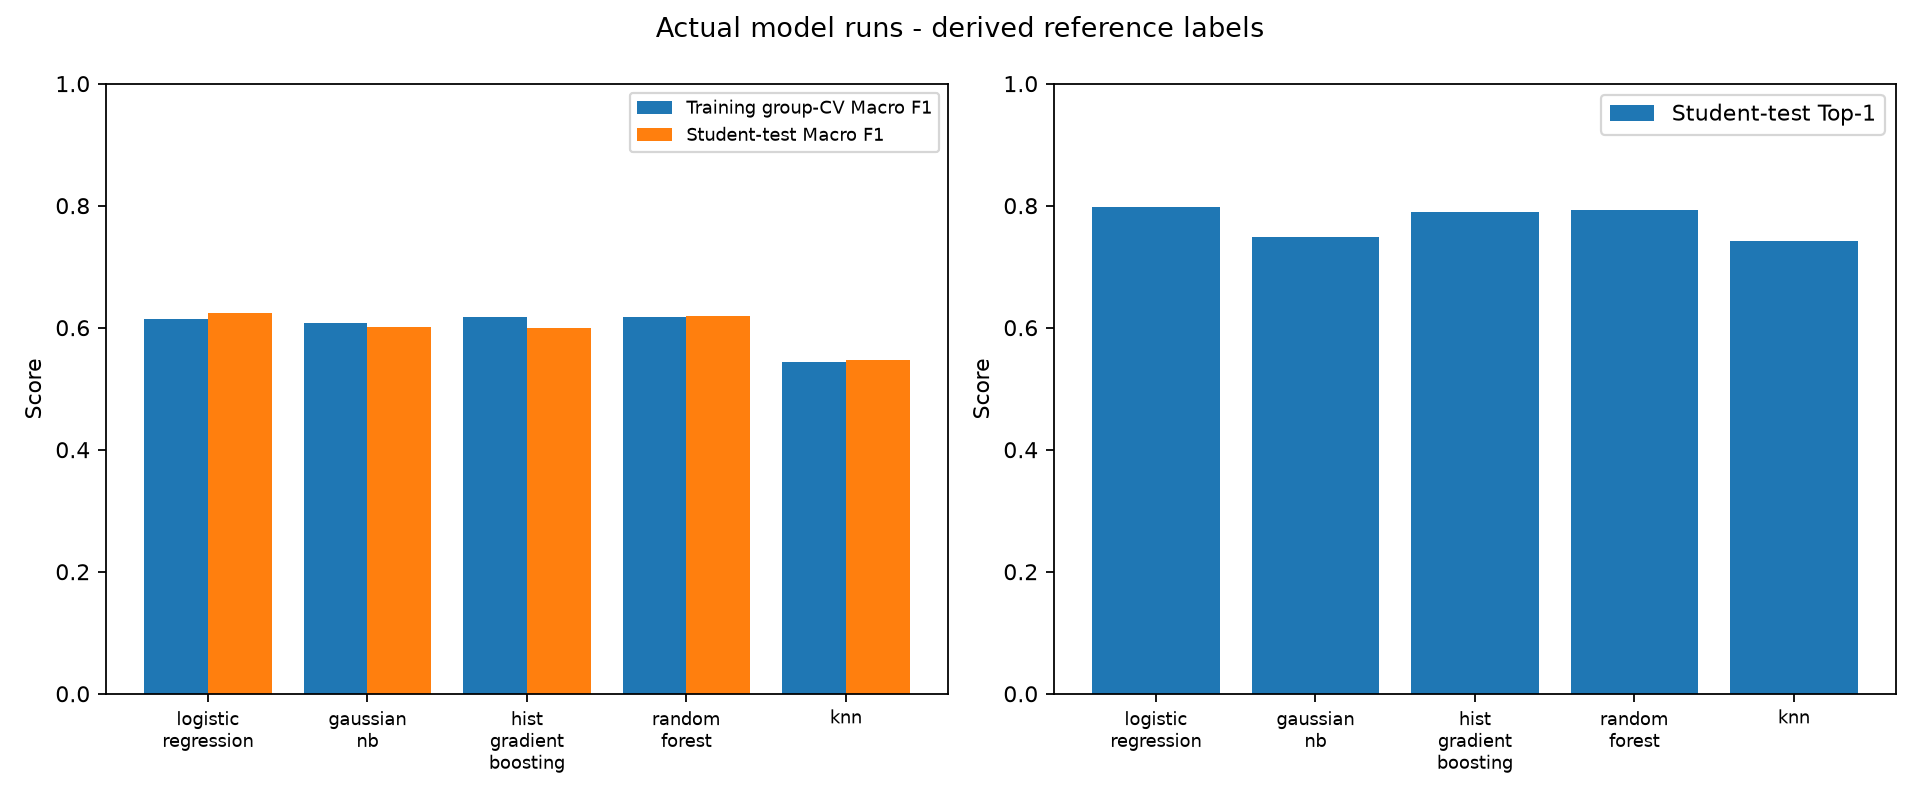 Actual model runs - derived reference labels
Training group-CV Macro F1
Student-test Macro F1
Score
1.0
0.8
0.6
0.4
0.2
0.0
logistic
regression
gaussian
nb
hist
gradient
boosting
random
forest
knn
Student-test Top-1
Score
1.0
0.8
0.6
0.4
0.2
0.0
logistic
regression
gaussian
nb
hist
gradient
boosting
random
forest
knn